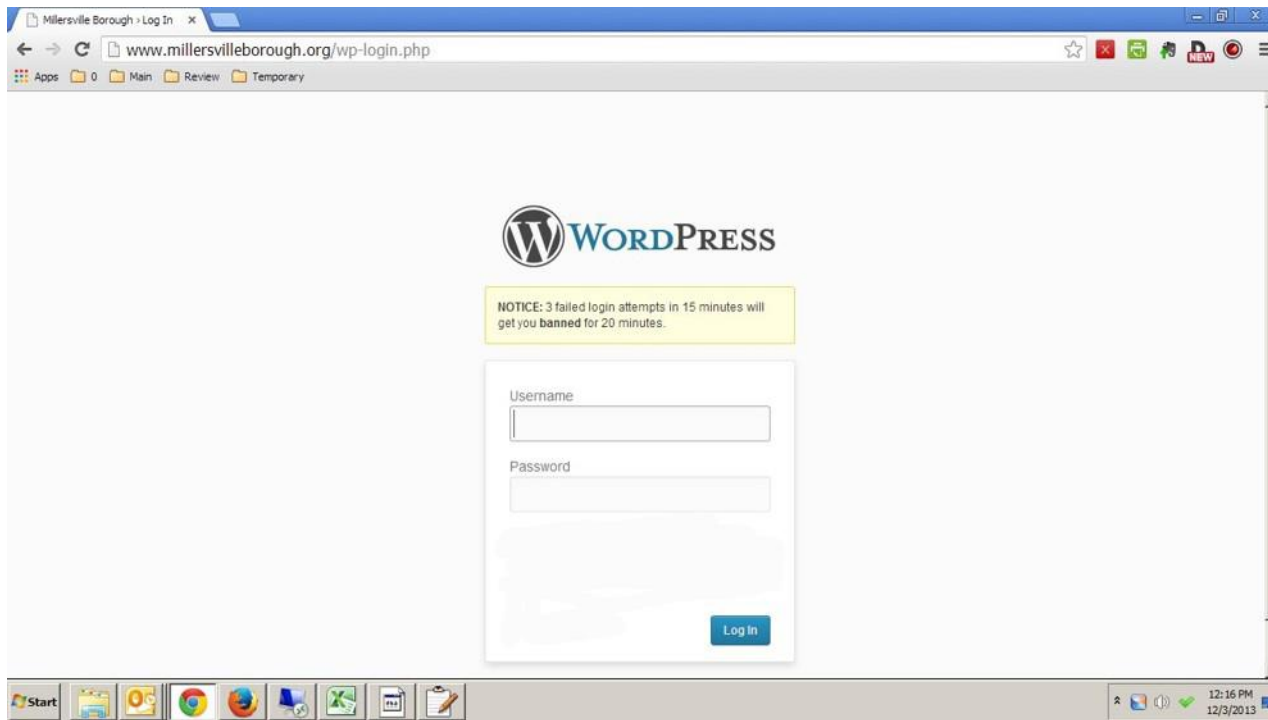 Millersville Borough › Log In
www.millersvilleborough.org/wp-login.php
NEW
Apps 0 Main Review Temporary
WORDPRESS
NOTICE: 3 failed login attempts in 15 minutes will
get you banned for 20 minutes.
Username
Password
Log In
Start
12:16 PM
12/3/2013